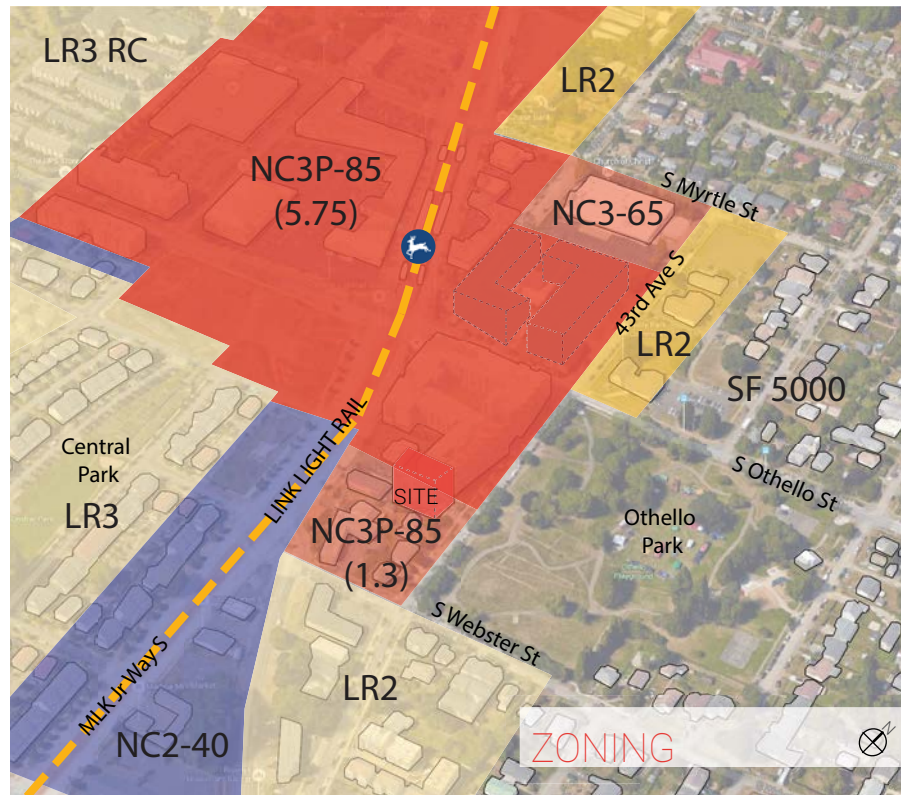 LR3 RC
LR2
NC3P-85
(5.75)
S Myrtle St
NC3-65
43rd Ave S
LR2
SF 5000
LINK LIGHT RAIL
Central
Park
LR3
SITE
NC3P-85
(1.3)
S Othello St
Othello
Park
S Webster St
MLK Jr Way S
LR2
NC2-40
ZONING
N